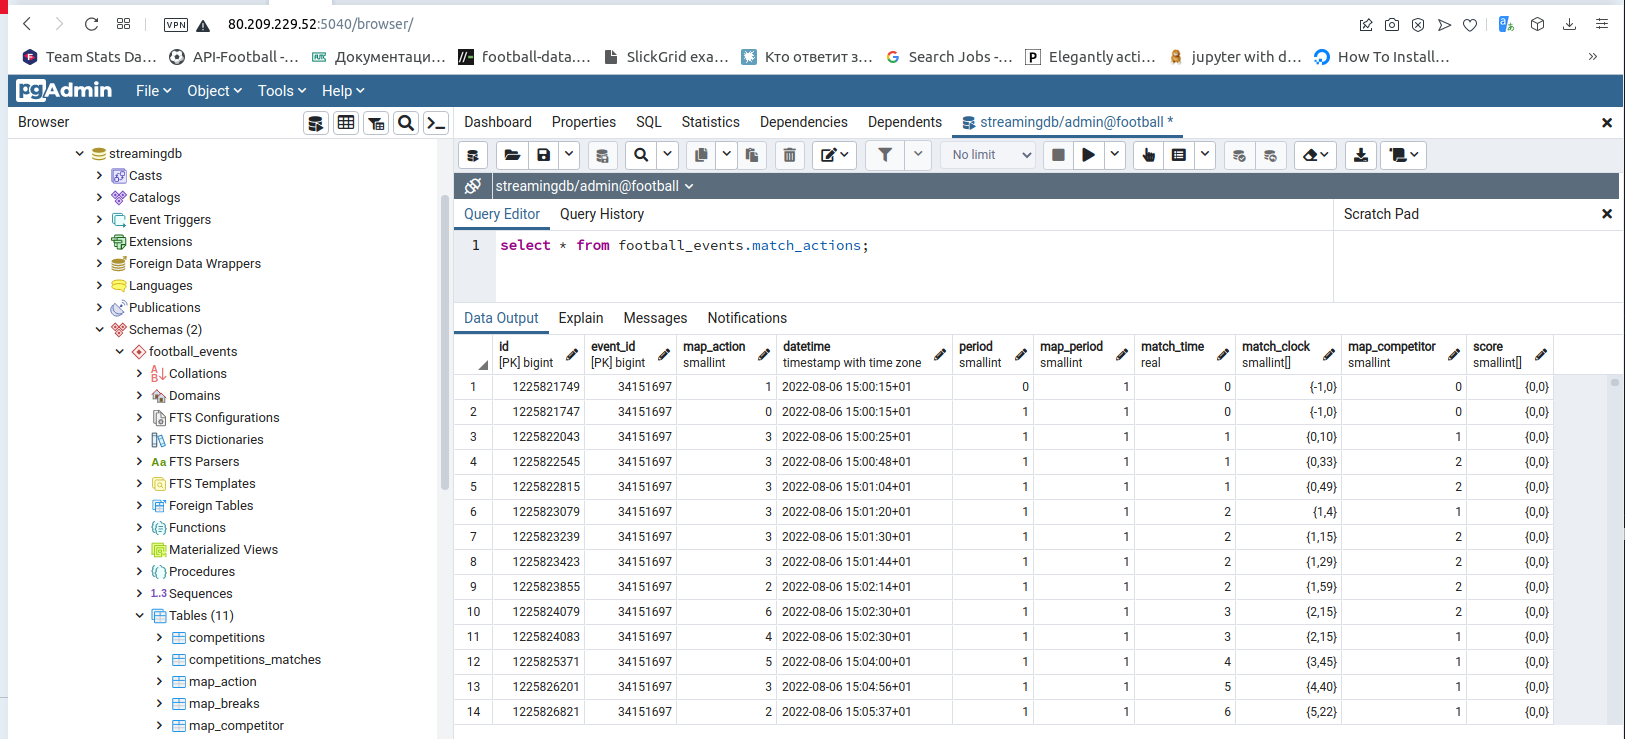 VPN 80.209.229.52:5040/browser/
Team Stats Da... API-Football -... Документаци... football-data.... SlickGrid exa... Кто ответит з... Search Jobs -... Elegantly acti... jupyter with d... How To Install... »
pgAdmin File Object Tools Help
Browser
Dashboard Properties SQL Statistics Dependencies Dependents streamingdb/admin@football *
No limit
streamingdb/admin@football
Query Editor Query History
Scratch Pad
1 select * from football_events.match_actions;
Data Output Explain Messages Notifications
streamingdb
Casts
Catalogs
Event Triggers
Extensions
Foreign Data Wrappers
Languages
Publications
Schemas (2)
football_events
Collations
Domains
FTS Configurations
FTS Dictionaries
Aa FTS Parsers
FTS Templates
Foreign Tables
Functions
Materialized Views
Procedures
1..3 Sequences
Tables (11)
competitions
competitions_matches
map_action
map_breaks
map_competitor
id event_id map_action datetime period map_period match_time match_clock map_competitor score
[PK] bigint [PK] bigint smallint timestamp with time zone smallint smallint real smallint[] smallint smallint[]
1 1225821749 34151697 1 2022-08-06 15:00:15+01 0 1 0 {-1,0} 0 {0,0}
2 1225821747 34151697 0 2022-08-06 15:00:15+01 1 1 0 {-1,0} 0 {0,0}
3 1225822043 34151697 3 2022-08-06 15:00:25+01 1 1 1 {0,10} 1 {0,0}
4 1225822545 34151697 3 2022-08-06 15:00:48+01 1 1 1 {0,33} 2 {0,0}
5 1225822815 34151697 3 2022-08-06 15:01:04+01 1 1 1 {0,49} 2 {0,0}
6 1225823079 34151697 3 2022-08-06 15:01:20+01 1 1 2 {1,4} 1 {0,0}
7 1225823239 34151697 3 2022-08-06 15:01:30+01 1 1 2 {1,15} 2 {0,0}
8 1225823423 34151697 3 2022-08-06 15:01:44+01 1 1 2 {1,29} 2 {0,0}
9 1225823855 34151697 2 2022-08-06 15:02:14+01 1 1 2 {1,59} 2 {0,0}
10 1225824079 34151697 6 2022-08-06 15:02:30+01 1 1 3 {2,15} 2 {0,0}
11 1225824083 34151697 4 2022-08-06 15:02:30+01 1 1 3 {2,15} 1 {0,0}
12 1225825371 34151697 5 2022-08-06 15:04:00+01 1 1 4 {3,45} 1 {0,0}
13 1225826201 34151697 3 2022-08-06 15:04:56+01 1 1 5 {4,40} 1 {0,0}
14 1225826821 34151697 2 2022-08-06 15:05:37+01 1 1 6 {5,22} 1 {0,0}